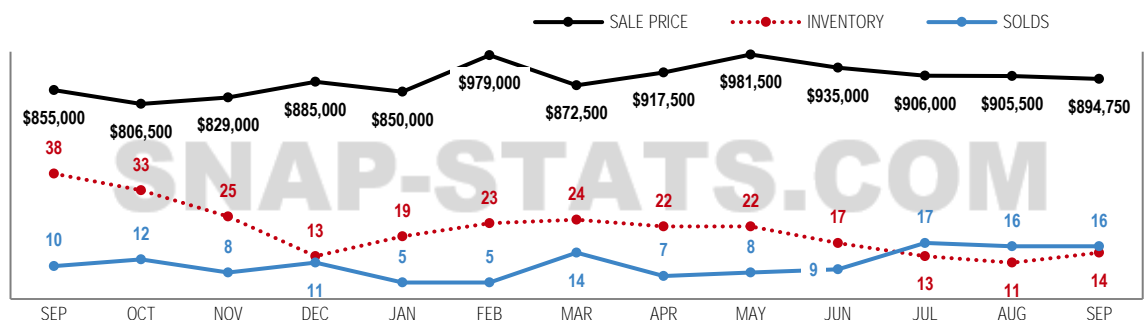 SALE PRICE INVENTORY SOLDS
$855,000 $806,500 $829,000 $885,000 $850,000 $979,000 $872,500 $917,500 $981,500 $935,000 $906,000 $905,500 $894,750
SNAP-STATS.COM
38 33 25 13 19 23 24 22 22 17 13 11 14
10 12 8 11 5 5 14 7 8 9 17 16 16
SEP OCT NOV DEC JAN FEB MAR APR MAY JUN JUL AUG SEP